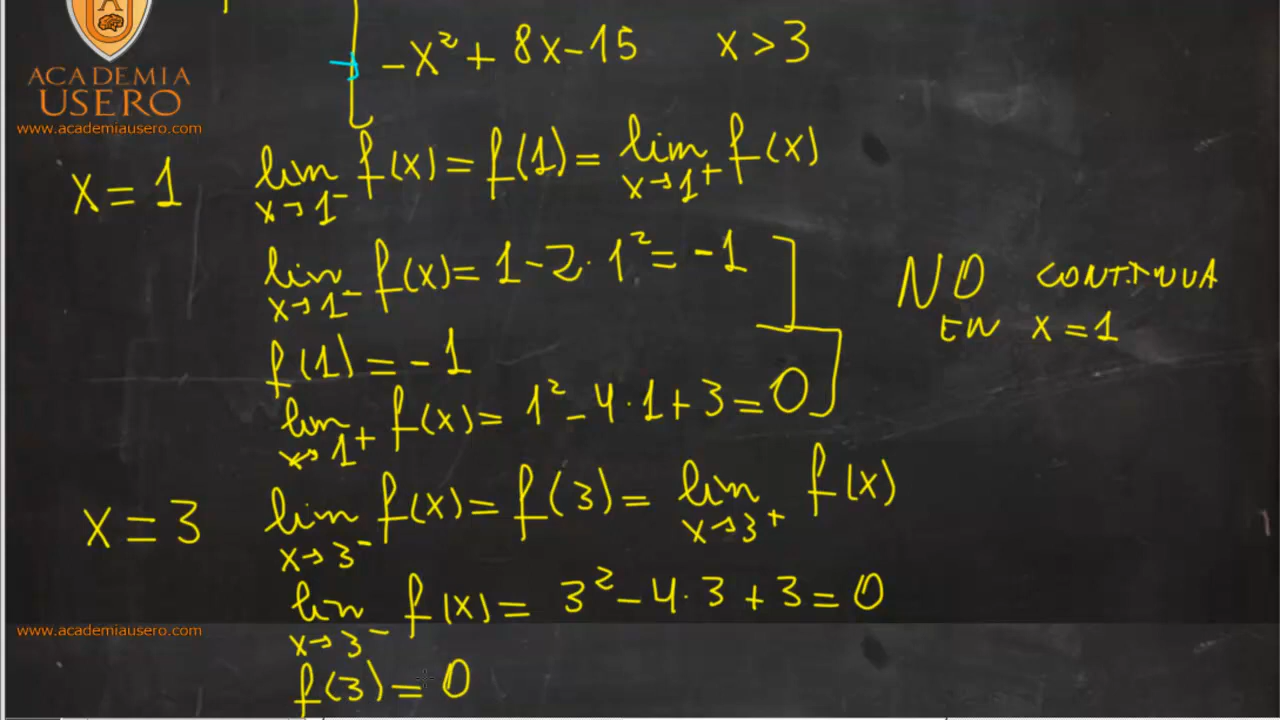 -x² + 8x - 15 x > 3
ACADEMIA
USERO
www.academiausero.com
x = 1 lim x→1⁻ f(x) = f(1) = lim x→1⁺ f(x)
lim x→1⁻ f(x) = 1 - 2 · 1² = -1
NO CONTINUA
EN x = 1
f(1) = -1
lim x→1⁺ f(x) = 1² - 4 · 1 + 3 = 0
x = 3 lim x→3⁻ f(x) = f(3) = lim x→3⁺ f(x)
lim x→3⁻ f(x) = 3² - 4 · 3 + 3 = 0
www.academiausero.com
f(3) = 0